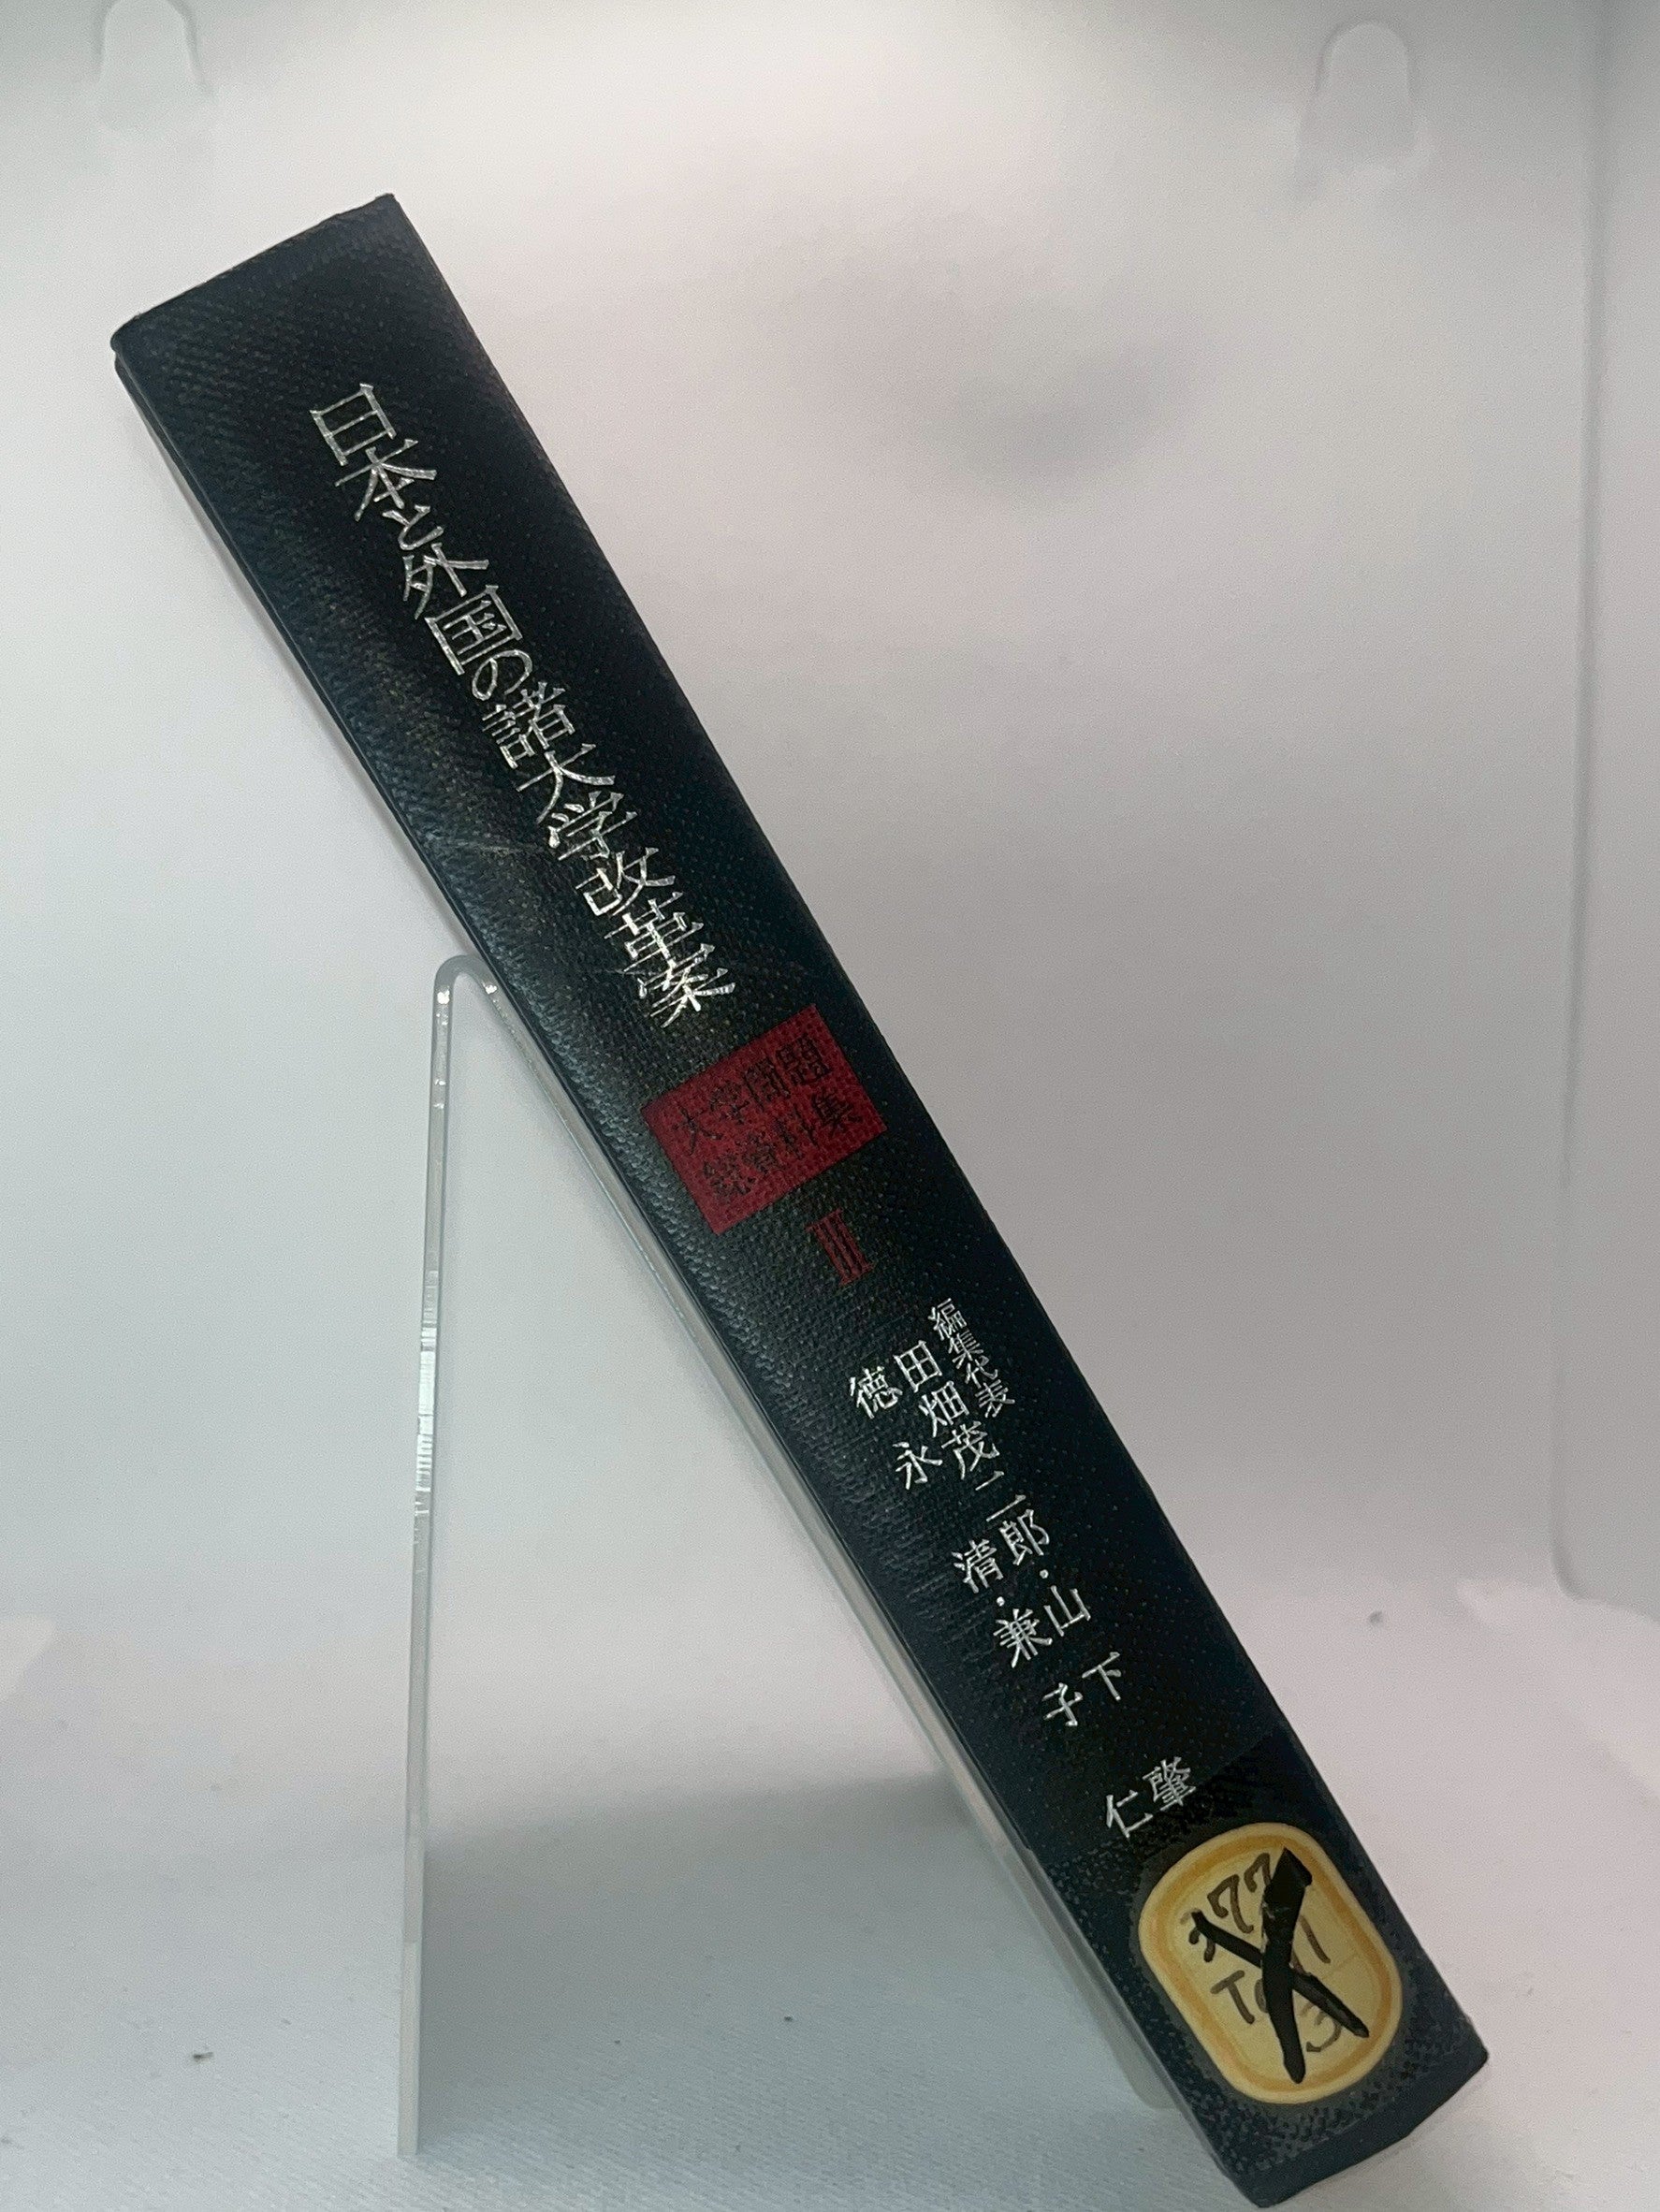 日本と外国の諸大学改革案
大学問題
総資料集
III
編集代表
田畑茂二郎・山下肇
徳永清・兼子仁
377
3